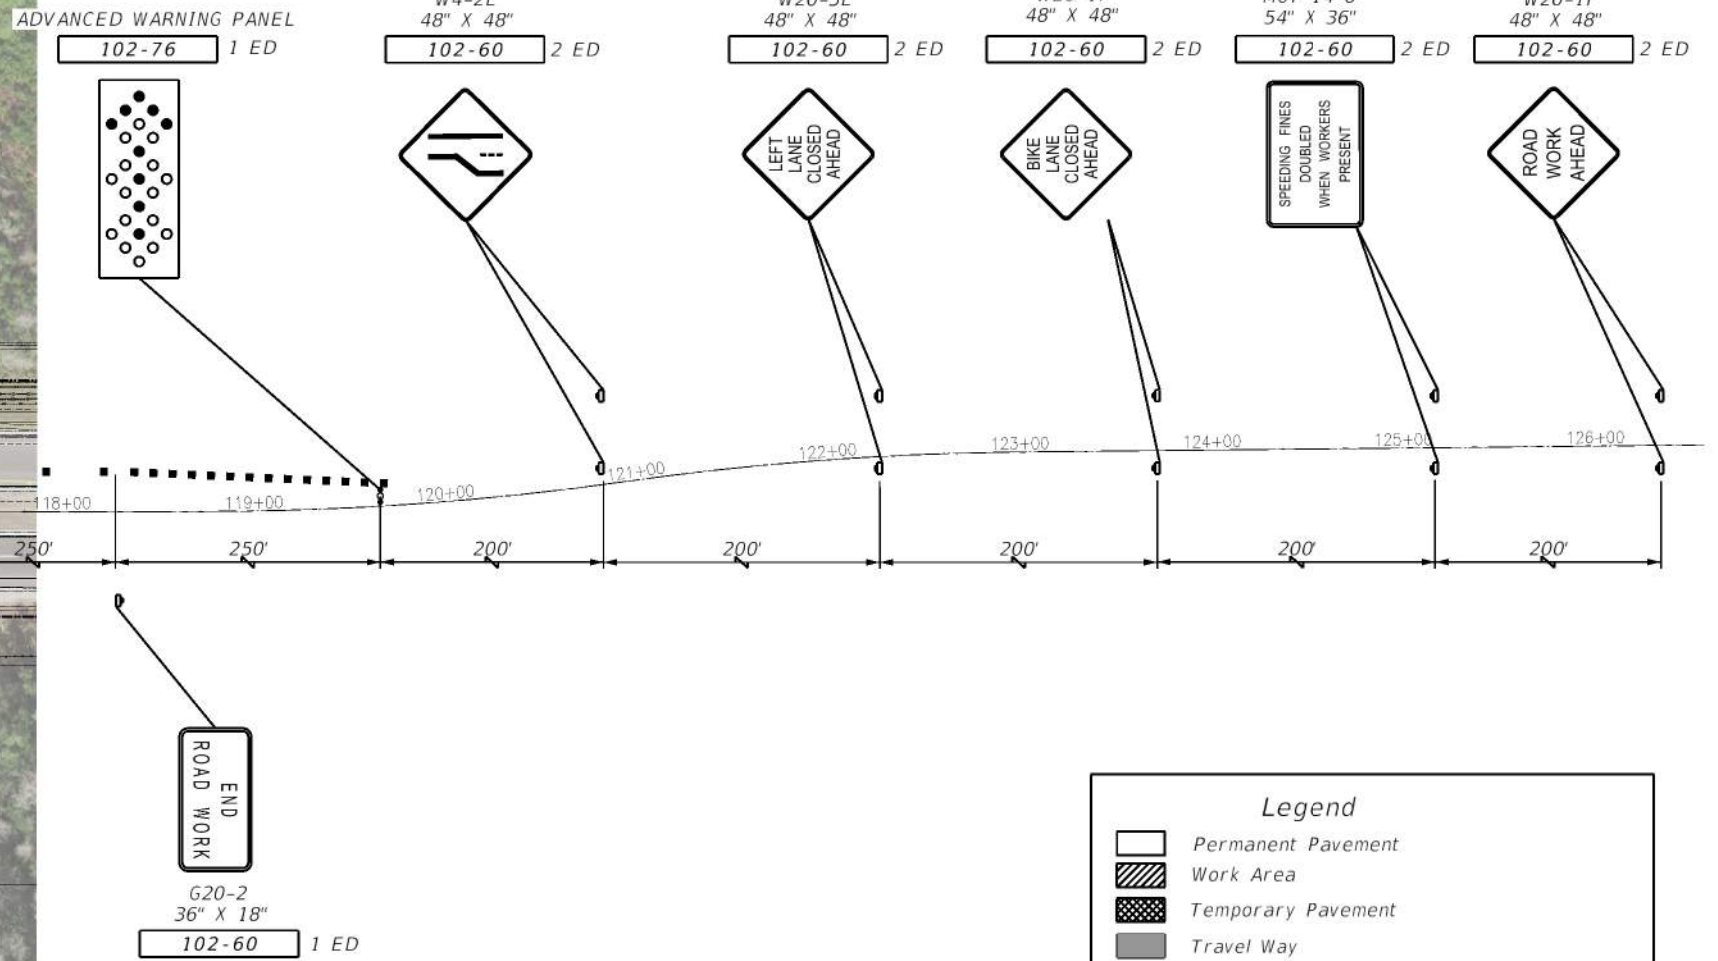 ADVANCED WARNING PANEL
102-76 1 ED
48" X 48"
102-60 2 ED
48" X 48"
102-60 2 ED
48" X 48"
102-60 2 ED
54" X 36"
102-60 2 ED
48" X 48"
102-60 2 ED
LEFT
LANE
CLOSED
AHEAD
BIKE
LANE
CLOSED
AHEAD
SPEEDING FINES
DOUBLED
WHEN WORKERS
PRESENT
ROAD
WORK
AHEAD
118+00
119+00
120+00
121+00
122+00
123+00
124+00
125+00
126+00
250'
250'
200'
200'
200'
200'
200'
END
ROAD WORK
G20-2
36" X 18"
102-60 1 ED
Legend
Permanent Pavement
Work Area
Temporary Pavement
Travel Way